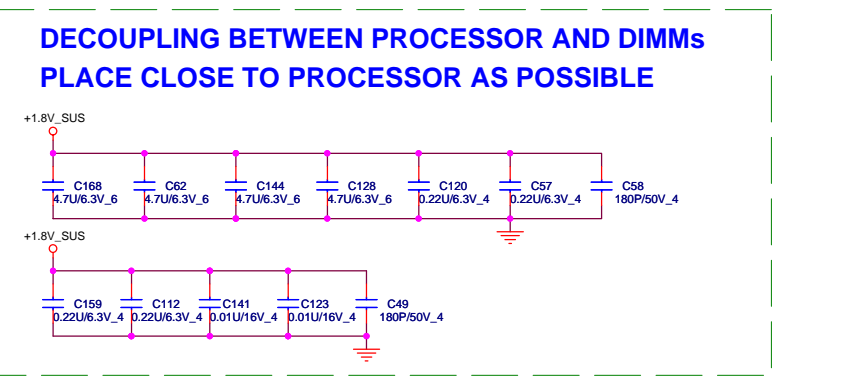 DECOUPLING BETWEEN PROCESSOR AND DIMMs
PLACE CLOSE TO PROCESSOR AS POSSIBLE
+1.8V_SUS
C168 C62 C144 C128 C120 C57 C58
4.7U/6.3V_6 4.7U/6.3V_6 4.7U/6.3V_6 4.7U/6.3V_6 0.22U/6.3V_4 0.22U/6.3V_4 180P/50V_4
+1.8V_SUS
C159 C112 C141 C123 C49
0.22U/6.3V_4 0.22U/6.3V_4 0.01U/16V_4 0.01U/16V_4 180P/50V_4